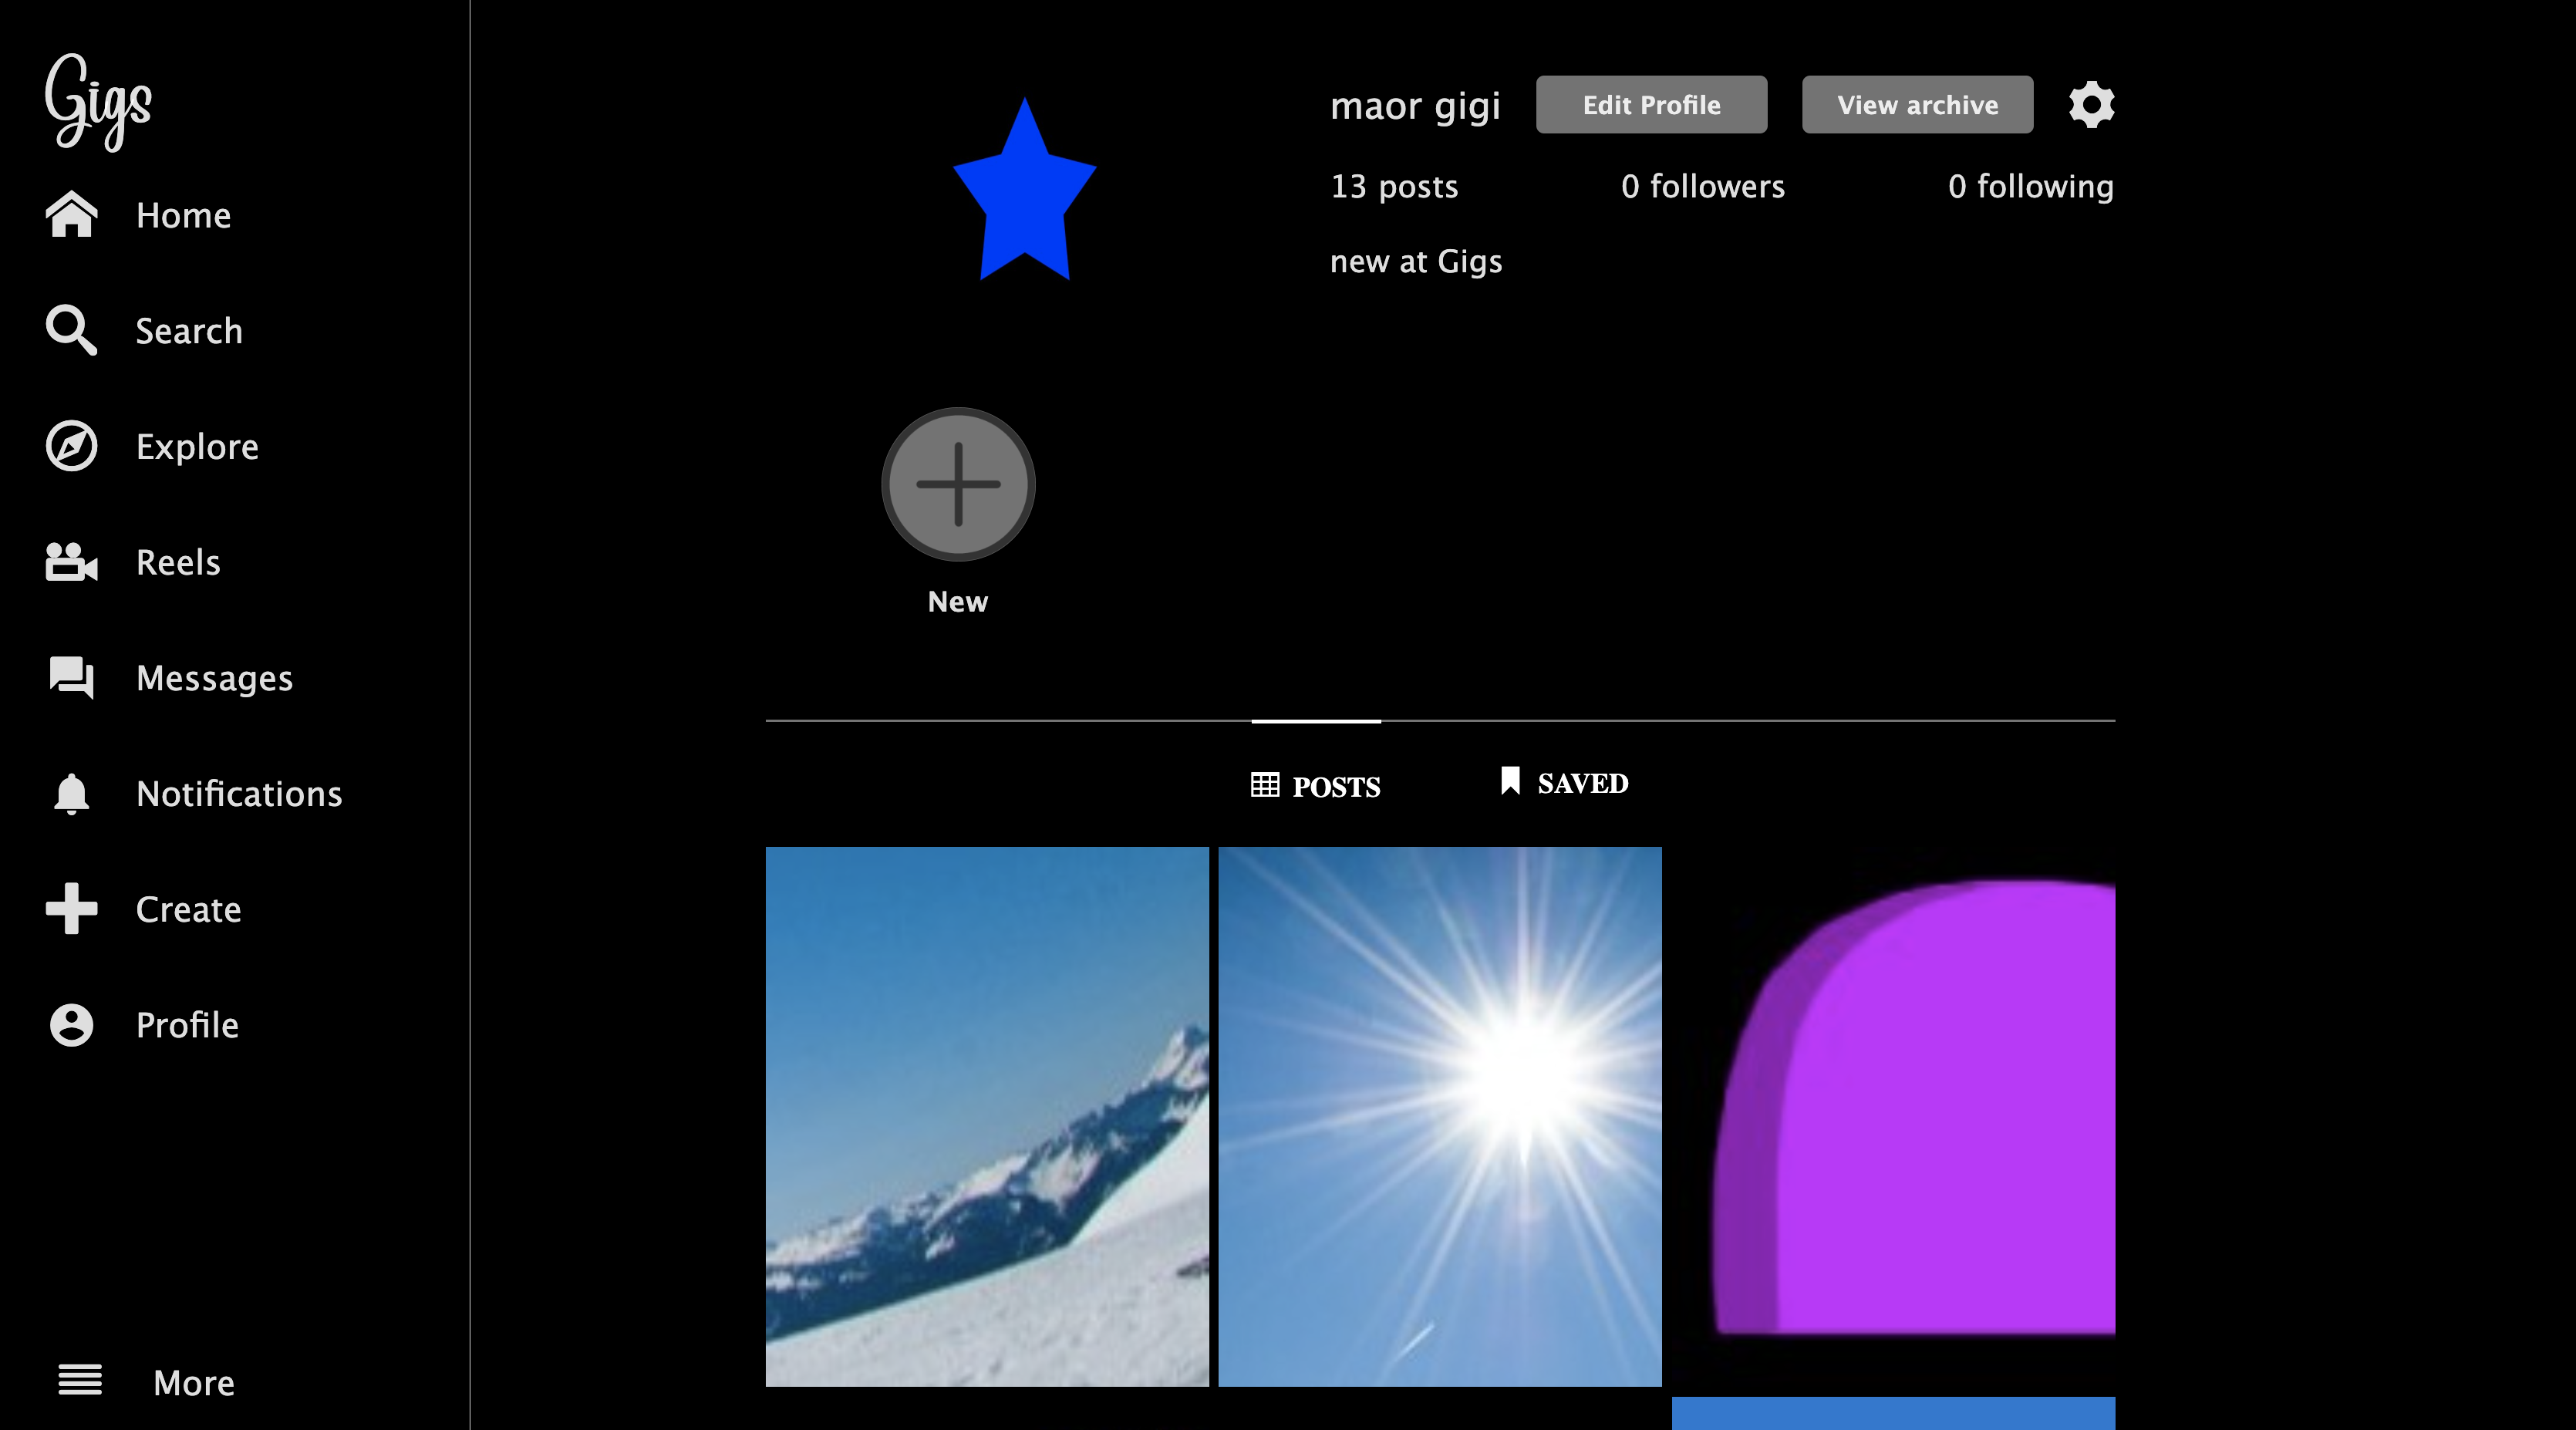 Gigs
Home
Search
Explore
Reels
Messages
Notifications
Create
Profile
More
maor gigi Edit Profile View archive
13 posts 0 followers 0 following
new at Gigs
New
POSTS SAVED